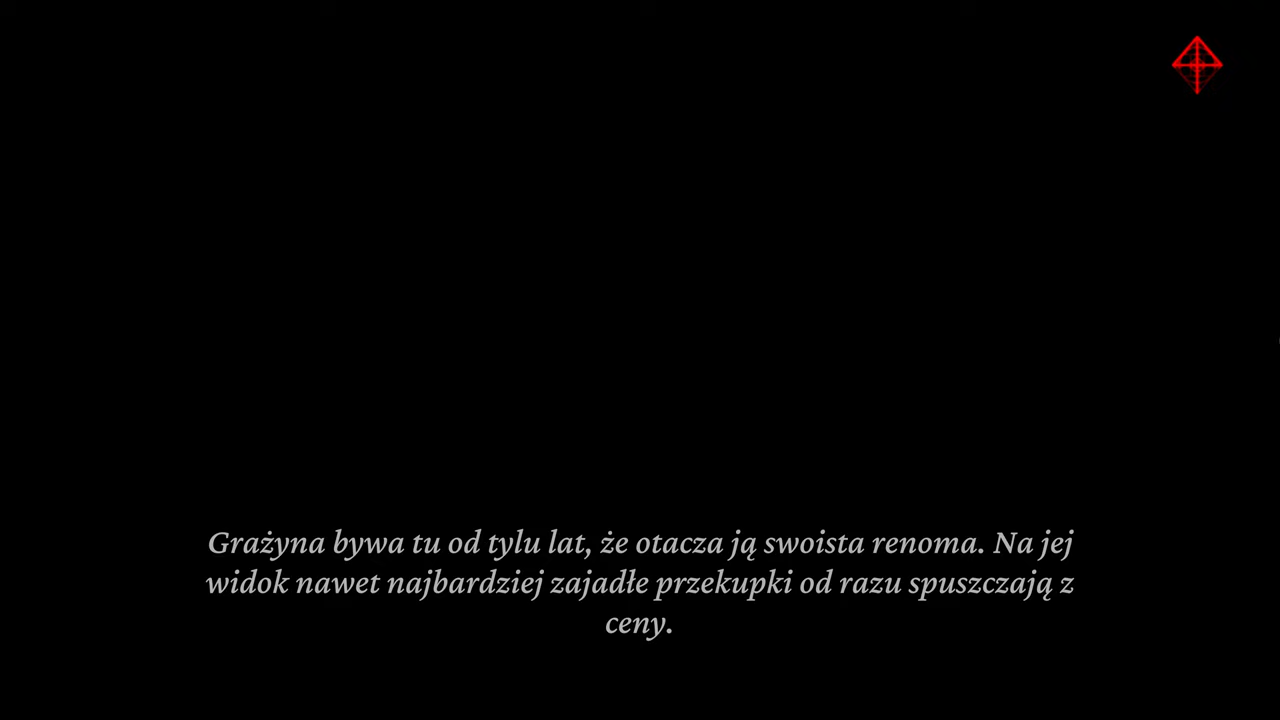 Grażyna bywa tu od tylu lat, że otacza ją swoista renoma. Na jej
widok nawet najbardziej zajadłe przekupki od razu spuszczają z
ceny.